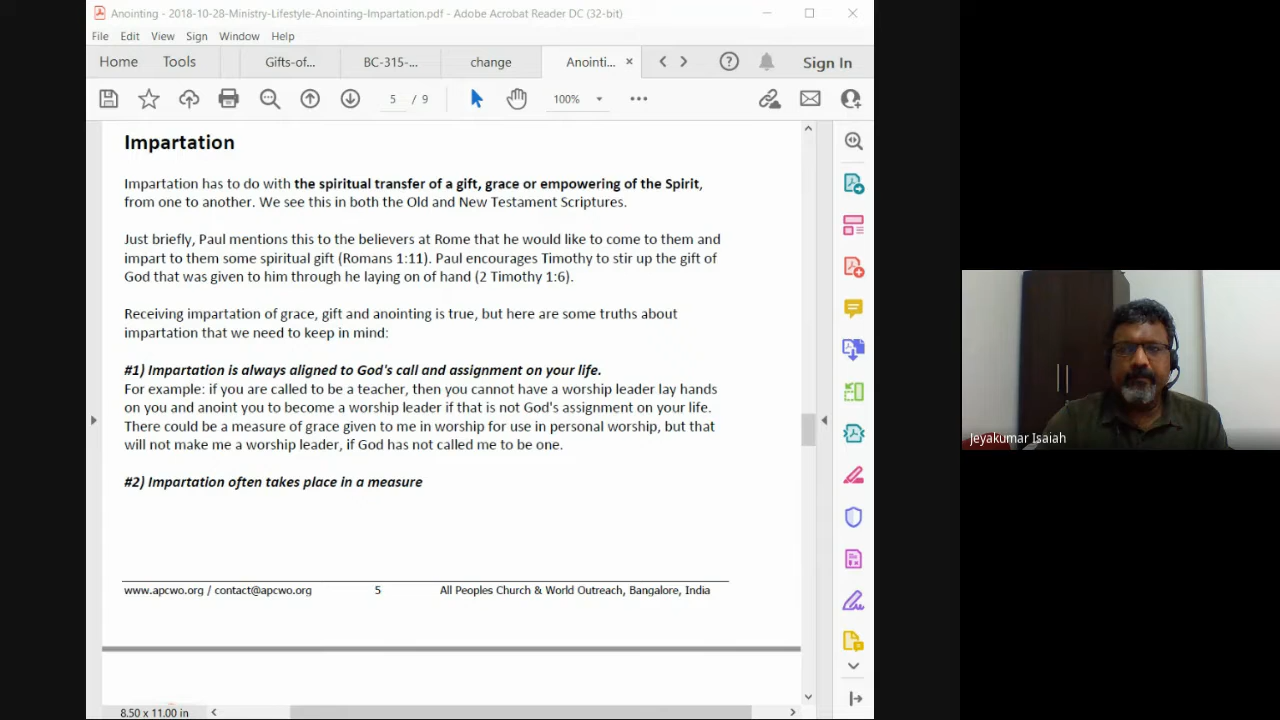 Anointing - 2018-10-28-Ministry-Lifestyle-Anointing-Impartation.pdf - Adobe Acrobat Reader DC (32-bit)
File Edit View Sign Window Help
Home Tools Gifts-of... BC-315-... change Anointi... Sign In
5 / 9 100%
Impartation
Impartation has to do with the spiritual transfer of a gift, grace or empowering of the Spirit,
from one to another. We see this in both the Old and New Testament Scriptures.
Just briefly, Paul mentions this to the believers at Rome that he would like to come to them and
impart to them some spiritual gift (Romans 1:11). Paul encourages Timothy to stir up the gift of
God that was given to him through he laying on of hand (2 Timothy 1:6).
Receiving impartation of grace, gift and anointing is true, but here are some truths about
impartation that we need to keep in mind:
#1) Impartation is always aligned to God's call and assignment on your life.
For example: if you are called to be a teacher, then you cannot have a worship leader lay hands
on you and anoint you to become a worship leader if that is not God's assignment on your life.
There could be a measure of grace given to me in worship for use in personal worship, but that
will not make me a worship leader, if God has not called me to be one.
#2) Impartation often takes place in a measure
www.apcwo.org / contact@apcwo.org 5 All Peoples Church & World Outreach, Bangalore, India
8.50 x 11.00 in
Jeyakumar Isaiah